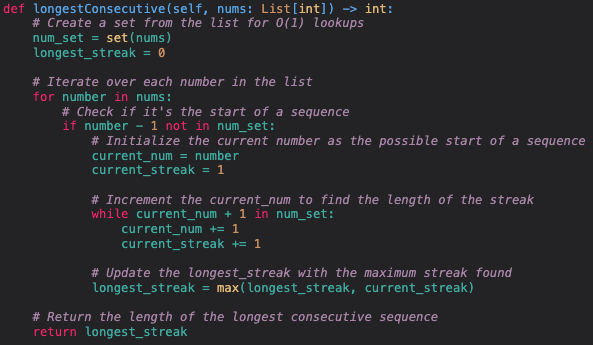 def longestConsecutive(self, nums: List[int]) -> int:
    # Create a set from the list for O(1) lookups
    num_set = set(nums)
    longest_streak = 0

    # Iterate over each number in the list
    for number in nums:
        # Check if it's the start of a sequence
        if number - 1 not in num_set:
            # Initialize the current number as the possible start of a sequence
            current_num = number
            current_streak = 1

            # Increment the current_num to find the length of the streak
            while current_num + 1 in num_set:
                current_num += 1
                current_streak += 1

            # Update the longest_streak with the maximum streak found
            longest_streak = max(longest_streak, current_streak)

    # Return the length of the longest consecutive sequence
    return longest_streak